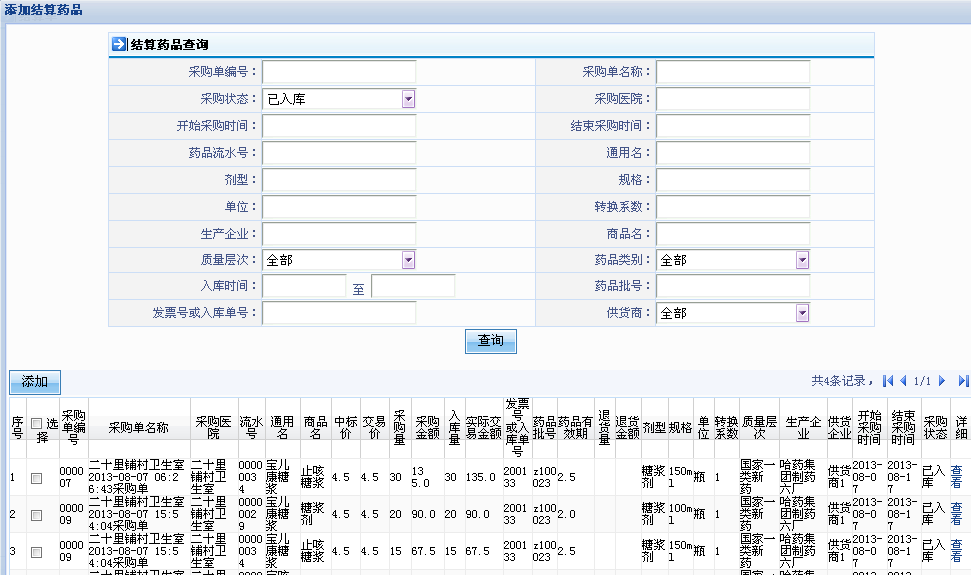 添加结算药品
结算药品查询
采购单编号： 采购单名称：
采购状态： 已入库 采购医院：
开始采购时间： 结束采购时间：
药品流水号： 通用名：
剂型： 规格：
单位： 转换系数：
生产企业： 商品名：
质量层次： 全部 药品类别： 全部
入库时间： 至 药品批号：
发票号或入库单号： 供货商： 全部
查询
添加 共4条记录， 1/1
序号 选择 采购单编号 采购单名称 采购医院 流水号 通用名 商品名 中标价 交易价 采购量 采购金额 入库量 实际交易金额 发票号或入库单号 药品批号 药品有效期 退货量 退货金额 剂型 规格 单位 转换系数 质量层次 生产企业 供货企业 开始采购时间 结束采购时间 采购状态 详细
1 000007 二十里铺村卫生室2013-08-07 06:26:43采购单 二十里铺村卫生室 00000034 宝儿康糖浆 止咳糖浆 4.5 4.5 30 135.0 30 135.0 200133 z100023 2.5 糖浆剂 150ml 瓶 1 国家一类新药 哈药集团制药六厂 供货商1 2013-08-07 2013-08-17 已入库 查看
2 000009 二十里铺村卫生室2013-08-07 15:54:04采购单 二十里铺村卫生室 00000029 宝儿康糖浆 糖浆剂 4.5 4.5 20 90.0 20 90.0 200133 z100023 2.0 糖浆剂 100ml 瓶 1 国家一类新药 哈药集团制药六厂 供货商1 2013-08-07 2013-08-17 已入库 查看
3 000009 二十里铺村卫生室2013-08-07 15:54:04采购单 二十里铺村卫生室 00000034 宝儿康糖浆 止咳糖浆 4.5 4.5 15 67.5 15 67.5 200133 z100023 2.5 糖浆剂 150ml 瓶 1 国家一类新药 哈药集团制药六厂 供货商1 2013-08-07 2013-08-17 已入库 查看